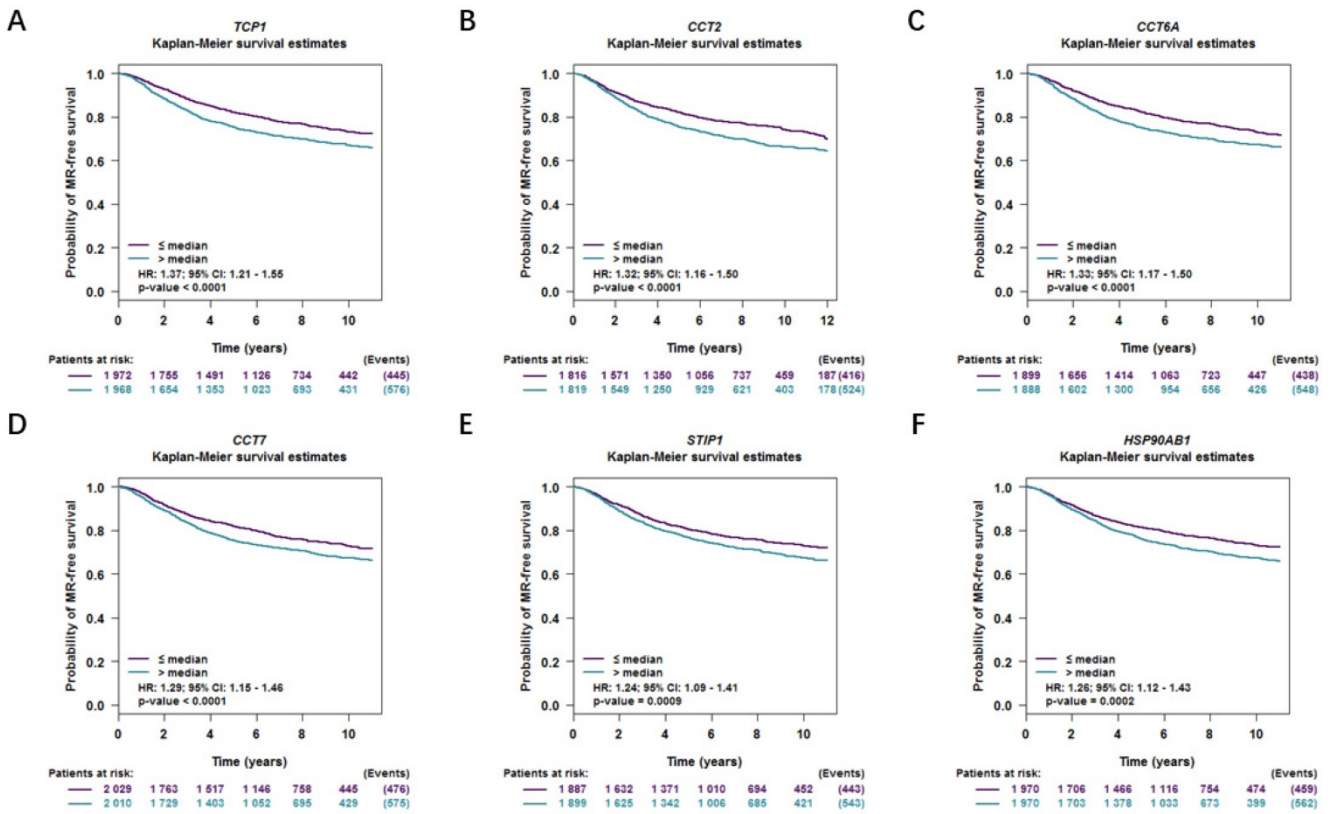 A
TCP1
Kaplan-Meier survival estimates
Probability of MR-free survival
1.0
0.8
0.6
0.4
0.2
0.0
≤ median
> median
HR: 1.37; 95% CI: 1.21 - 1.55
p-value < 0.0001
0 2 4 6 8 10
Time (years)
Patients at risk: (Events)
1 972 1 755 1 491 1 126 734 442 (445)
1 968 1 654 1 353 1 023 693 431 (576)
B
CCT2
Kaplan-Meier survival estimates
Probability of MR-free survival
1.0
0.8
0.6
0.4
0.2
0.0
≤ median
> median
HR: 1.32; 95% CI: 1.16 - 1.50
p-value < 0.0001
0 2 4 6 8 10 12
Time (years)
Patients at risk: (Events)
1 816 1 571 1 350 1 056 737 459 187 (416)
1 819 1 549 1 250 929 621 403 178 (524)
C
CCT6A
Kaplan-Meier survival estimates
Probability of MR-free survival
1.0
0.8
0.6
0.4
0.2
0.0
≤ median
> median
HR: 1.33; 95% CI: 1.17 - 1.50
p-value < 0.0001
0 2 4 6 8 10
Time (years)
Patients at risk: (Events)
1 899 1 656 1 414 1 063 723 447 (438)
1 888 1 602 1 300 954 656 426 (548)
D
CCT7
Kaplan-Meier survival estimates
Probability of MR-free survival
1.0
0.8
0.6
0.4
0.2
0.0
≤ median
> median
HR: 1.29; 95% CI: 1.15 - 1.46
p-value < 0.0001
0 2 4 6 8 10
Time (years)
Patients at risk: (Events)
2 029 1 763 1 517 1 146 758 445 (476)
2 010 1 729 1 403 1 052 695 429 (575)
E
STIP1
Kaplan-Meier survival estimates
Probability of MR-free survival
1.0
0.8
0.6
0.4
0.2
0.0
≤ median
> median
HR: 1.24; 95% CI: 1.09 - 1.41
p-value = 0.0009
0 2 4 6 8 10
Time (years)
Patients at risk: (Events)
1 887 1 632 1 371 1 010 694 452 (443)
1 899 1 625 1 342 1 006 685 421 (543)
F
HSP90AB1
Kaplan-Meier survival estimates
Probability of MR-free survival
1.0
0.8
0.6
0.4
0.2
0.0
≤ median
> median
HR: 1.26; 95% CI: 1.12 - 1.43
p-value = 0.0002
0 2 4 6 8 10
Time (years)
Patients at risk: (Events)
1 970 1 706 1 466 1 116 754 474 (459)
1 970 1 703 1 378 1 033 673 399 (562)